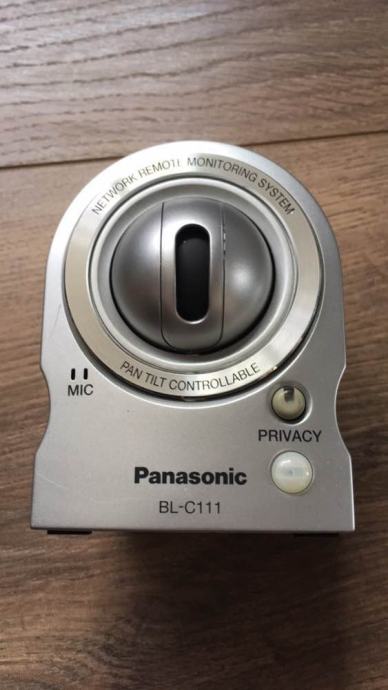 NETWORK REMOTE MONITORING SYSTEM
PAN TILT CONTROLLABLE
MIC
PRIVACY
Panasonic
BL-C111